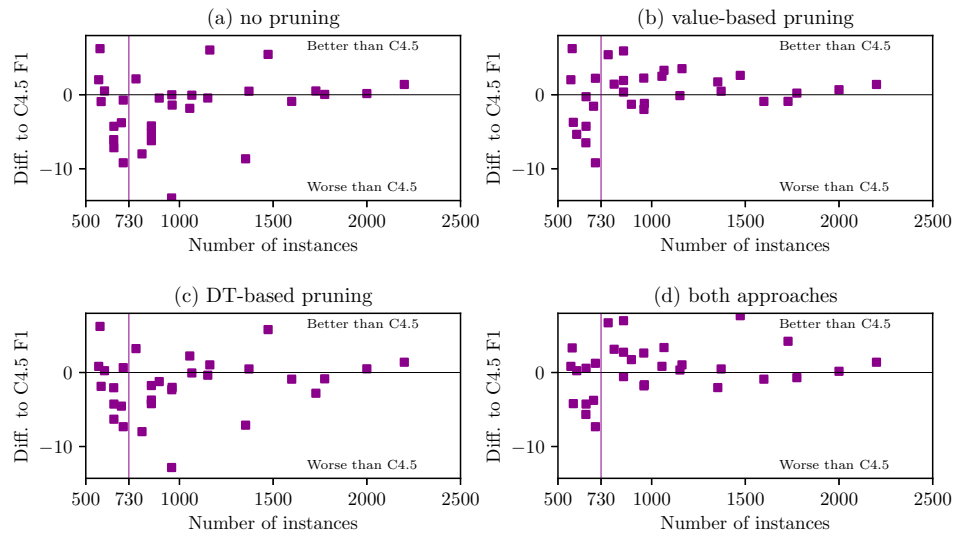 (a) no pruning
Better than C4.5
0
−10
Diff. to C4.5 F1
Worse than C4.5
500 730 1000 1500 2000 2500
Number of instances
(b) value-based pruning
Better than C4.5
0
−10
Diff. to C4.5 F1
Worse than C4.5
500 730 1000 1500 2000 2500
Number of instances
(c) DT-based pruning
Better than C4.5
0
−10
Diff. to C4.5 F1
Worse than C4.5
500 730 1000 1500 2000 2500
Number of instances
(d) both approaches
Better than C4.5
0
−10
Diff. to C4.5 F1
Worse than C4.5
500 730 1000 1500 2000 2500
Number of instances